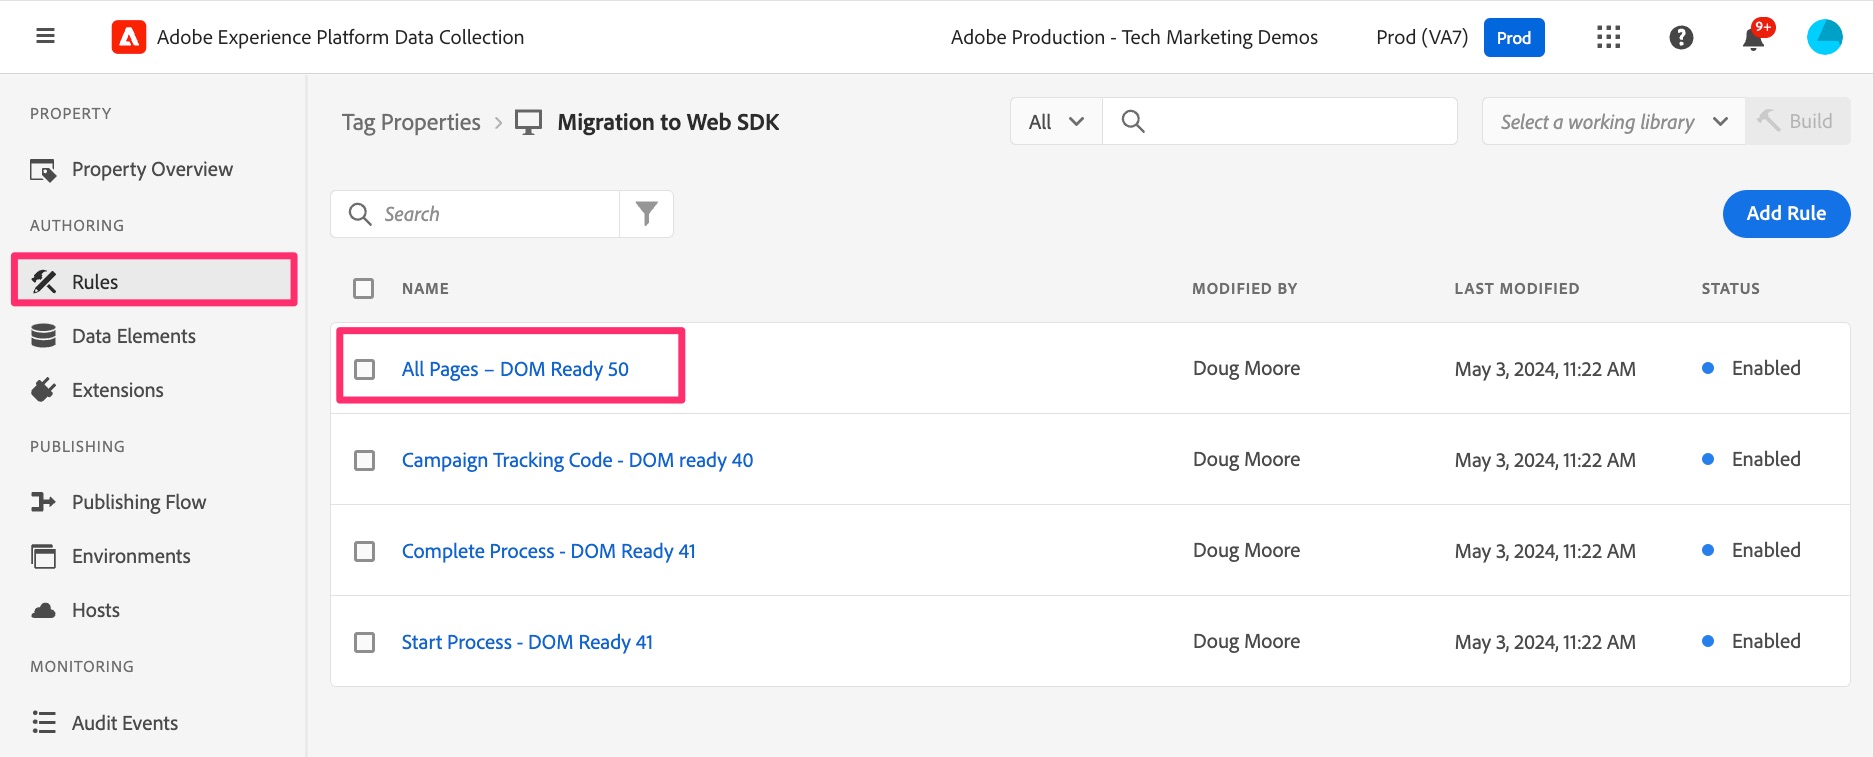 Adobe Experience Platform Data Collection
Adobe Production - Tech Marketing Demos
Prod (VA7)
Prod
9+
PROPERTY
Property Overview
AUTHORING
Rules
Data Elements
Extensions
PUBLISHING
Publishing Flow
Environments
Hosts
MONITORING
Audit Events
Tag Properties
Migration to Web SDK
All
Select a working library
Build
Search
Add Rule
NAME MODIFIED BY LAST MODIFIED STATUS
All Pages – DOM Ready 50 Doug Moore May 3, 2024, 11:22 AM Enabled
Campaign Tracking Code - DOM ready 40 Doug Moore May 3, 2024, 11:22 AM Enabled
Complete Process - DOM Ready 41 Doug Moore May 3, 2024, 11:22 AM Enabled
Start Process - DOM Ready 41 Doug Moore May 3, 2024, 11:22 AM Enabled